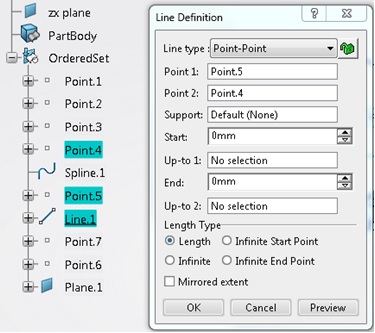 zx plane
PartBody
OrderedSet
Point.1
Point.2
Point.3
Point.4
Spline.1
Point.5
Line.1
Point.7
Point.6
Plane.1
Line Definition
Line type : Point-Point
Point 1: Point.5
Point 2: Point.4
Support: Default (None)
Start: 0mm
Up-to 1: No selection
End: 0mm
Up-to 2: No selection
Length Type
Length Infinite Start Point
Infinite Infinite End Point
Mirrored extent
OK Cancel Preview